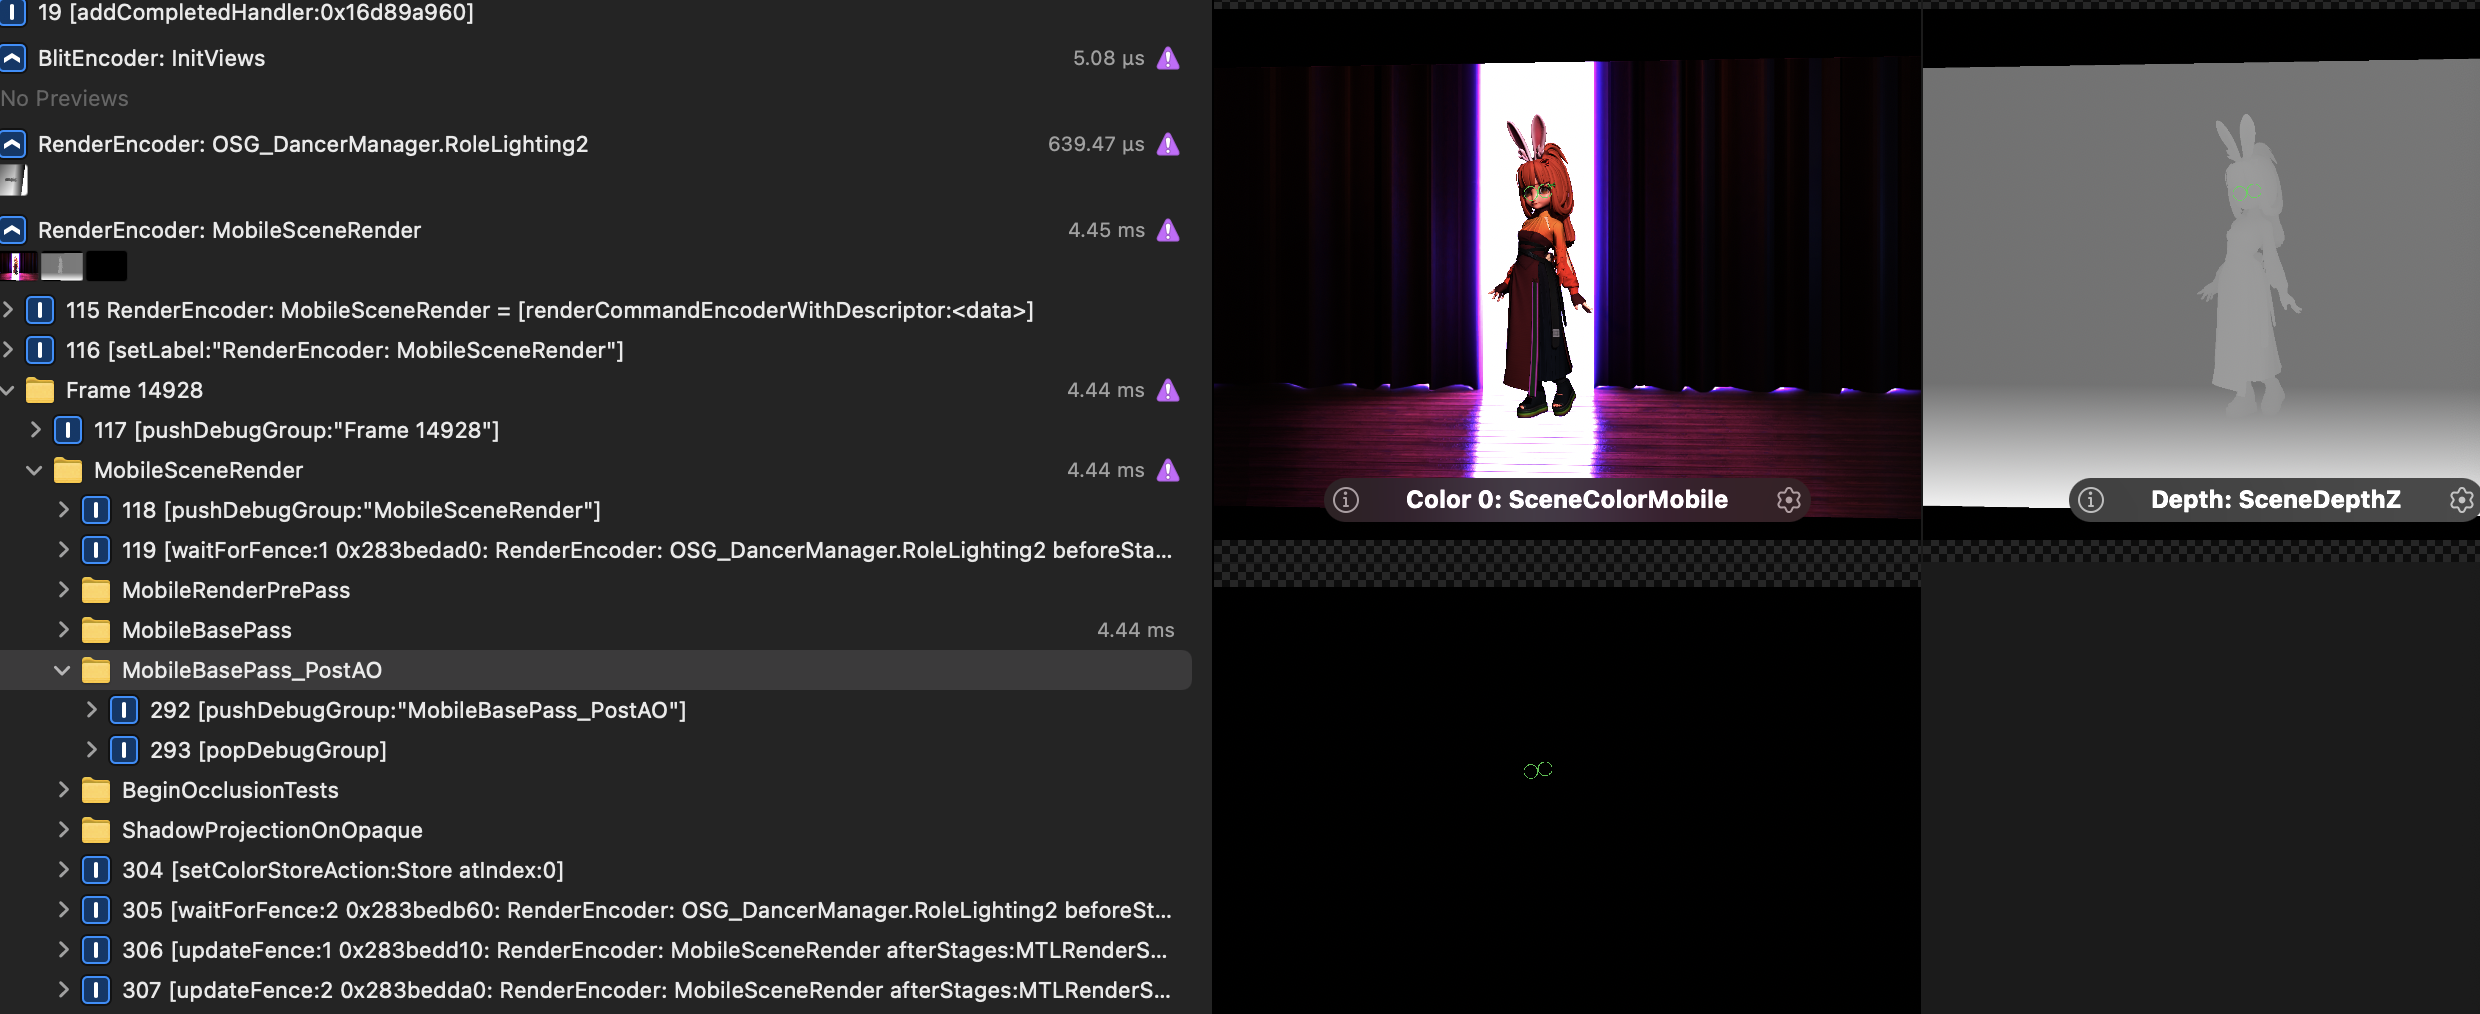 19 [addCompletedHandler:0x16d89a960]
BlitEncoder: InitViews 5.08 µs
No Previews
RenderEncoder: OSG_DancerManager.RoleLighting2 639.47 µs
RenderEncoder: MobileSceneRender 4.45 ms
115 RenderEncoder: MobileSceneRender = [renderCommandEncoderWithDescriptor:<data>]
116 [setLabel:"RenderEncoder: MobileSceneRender"]
Frame 14928 4.44 ms
117 [pushDebugGroup:"Frame 14928"]
MobileSceneRender 4.44 ms
118 [pushDebugGroup:"MobileSceneRender"]
119 [waitForFence:1 0x283bedad0: RenderEncoder: OSG_DancerManager.RoleLighting2 beforeSta...
MobileRenderPrePass
MobileBasePass 4.44 ms
MobileBasePass_PostAO
292 [pushDebugGroup:"MobileBasePass_PostAO"]
293 [popDebugGroup]
BeginOcclusionTests
ShadowProjectionOnOpaque
304 [setColorStoreAction:Store atIndex:0]
305 [waitForFence:2 0x283bedb60: RenderEncoder: OSG_DancerManager.RoleLighting2 beforeSt...
306 [updateFence:1 0x283bedd10: RenderEncoder: MobileSceneRender afterStages:MTLRenderS...
307 [updateFence:2 0x283bedda0: RenderEncoder: MobileSceneRender afterStages:MTLRenderS...
Color 0: SceneColorMobile
Depth: SceneDepthZ